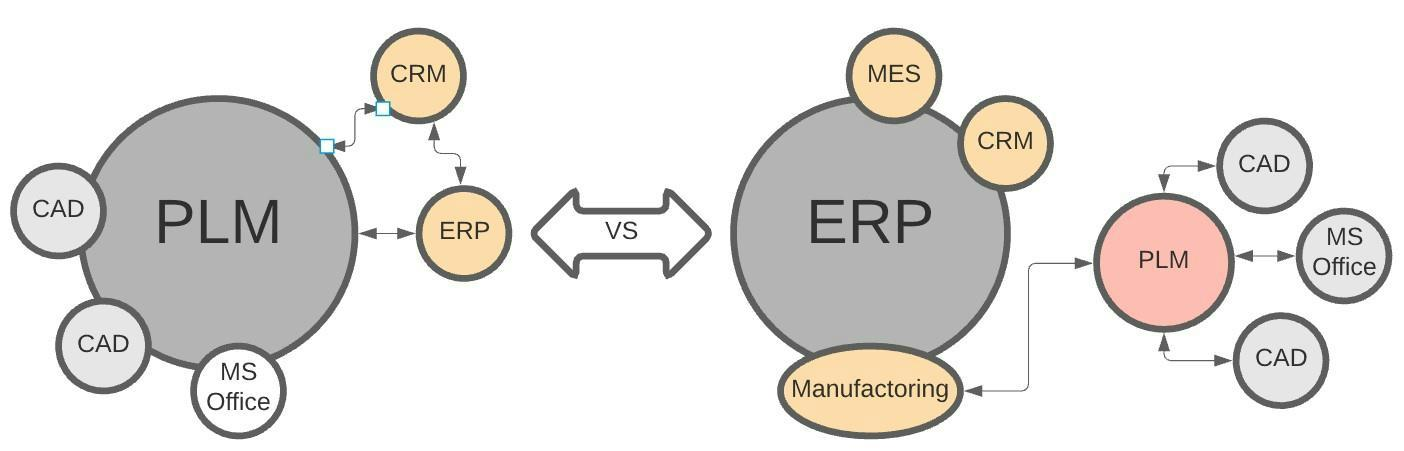 CRM
PLM
CAD
ERP
CAD
MS
Office
VS
MES
CRM
ERP
CAD
PLM
MS
Office
CAD
Manufactoring